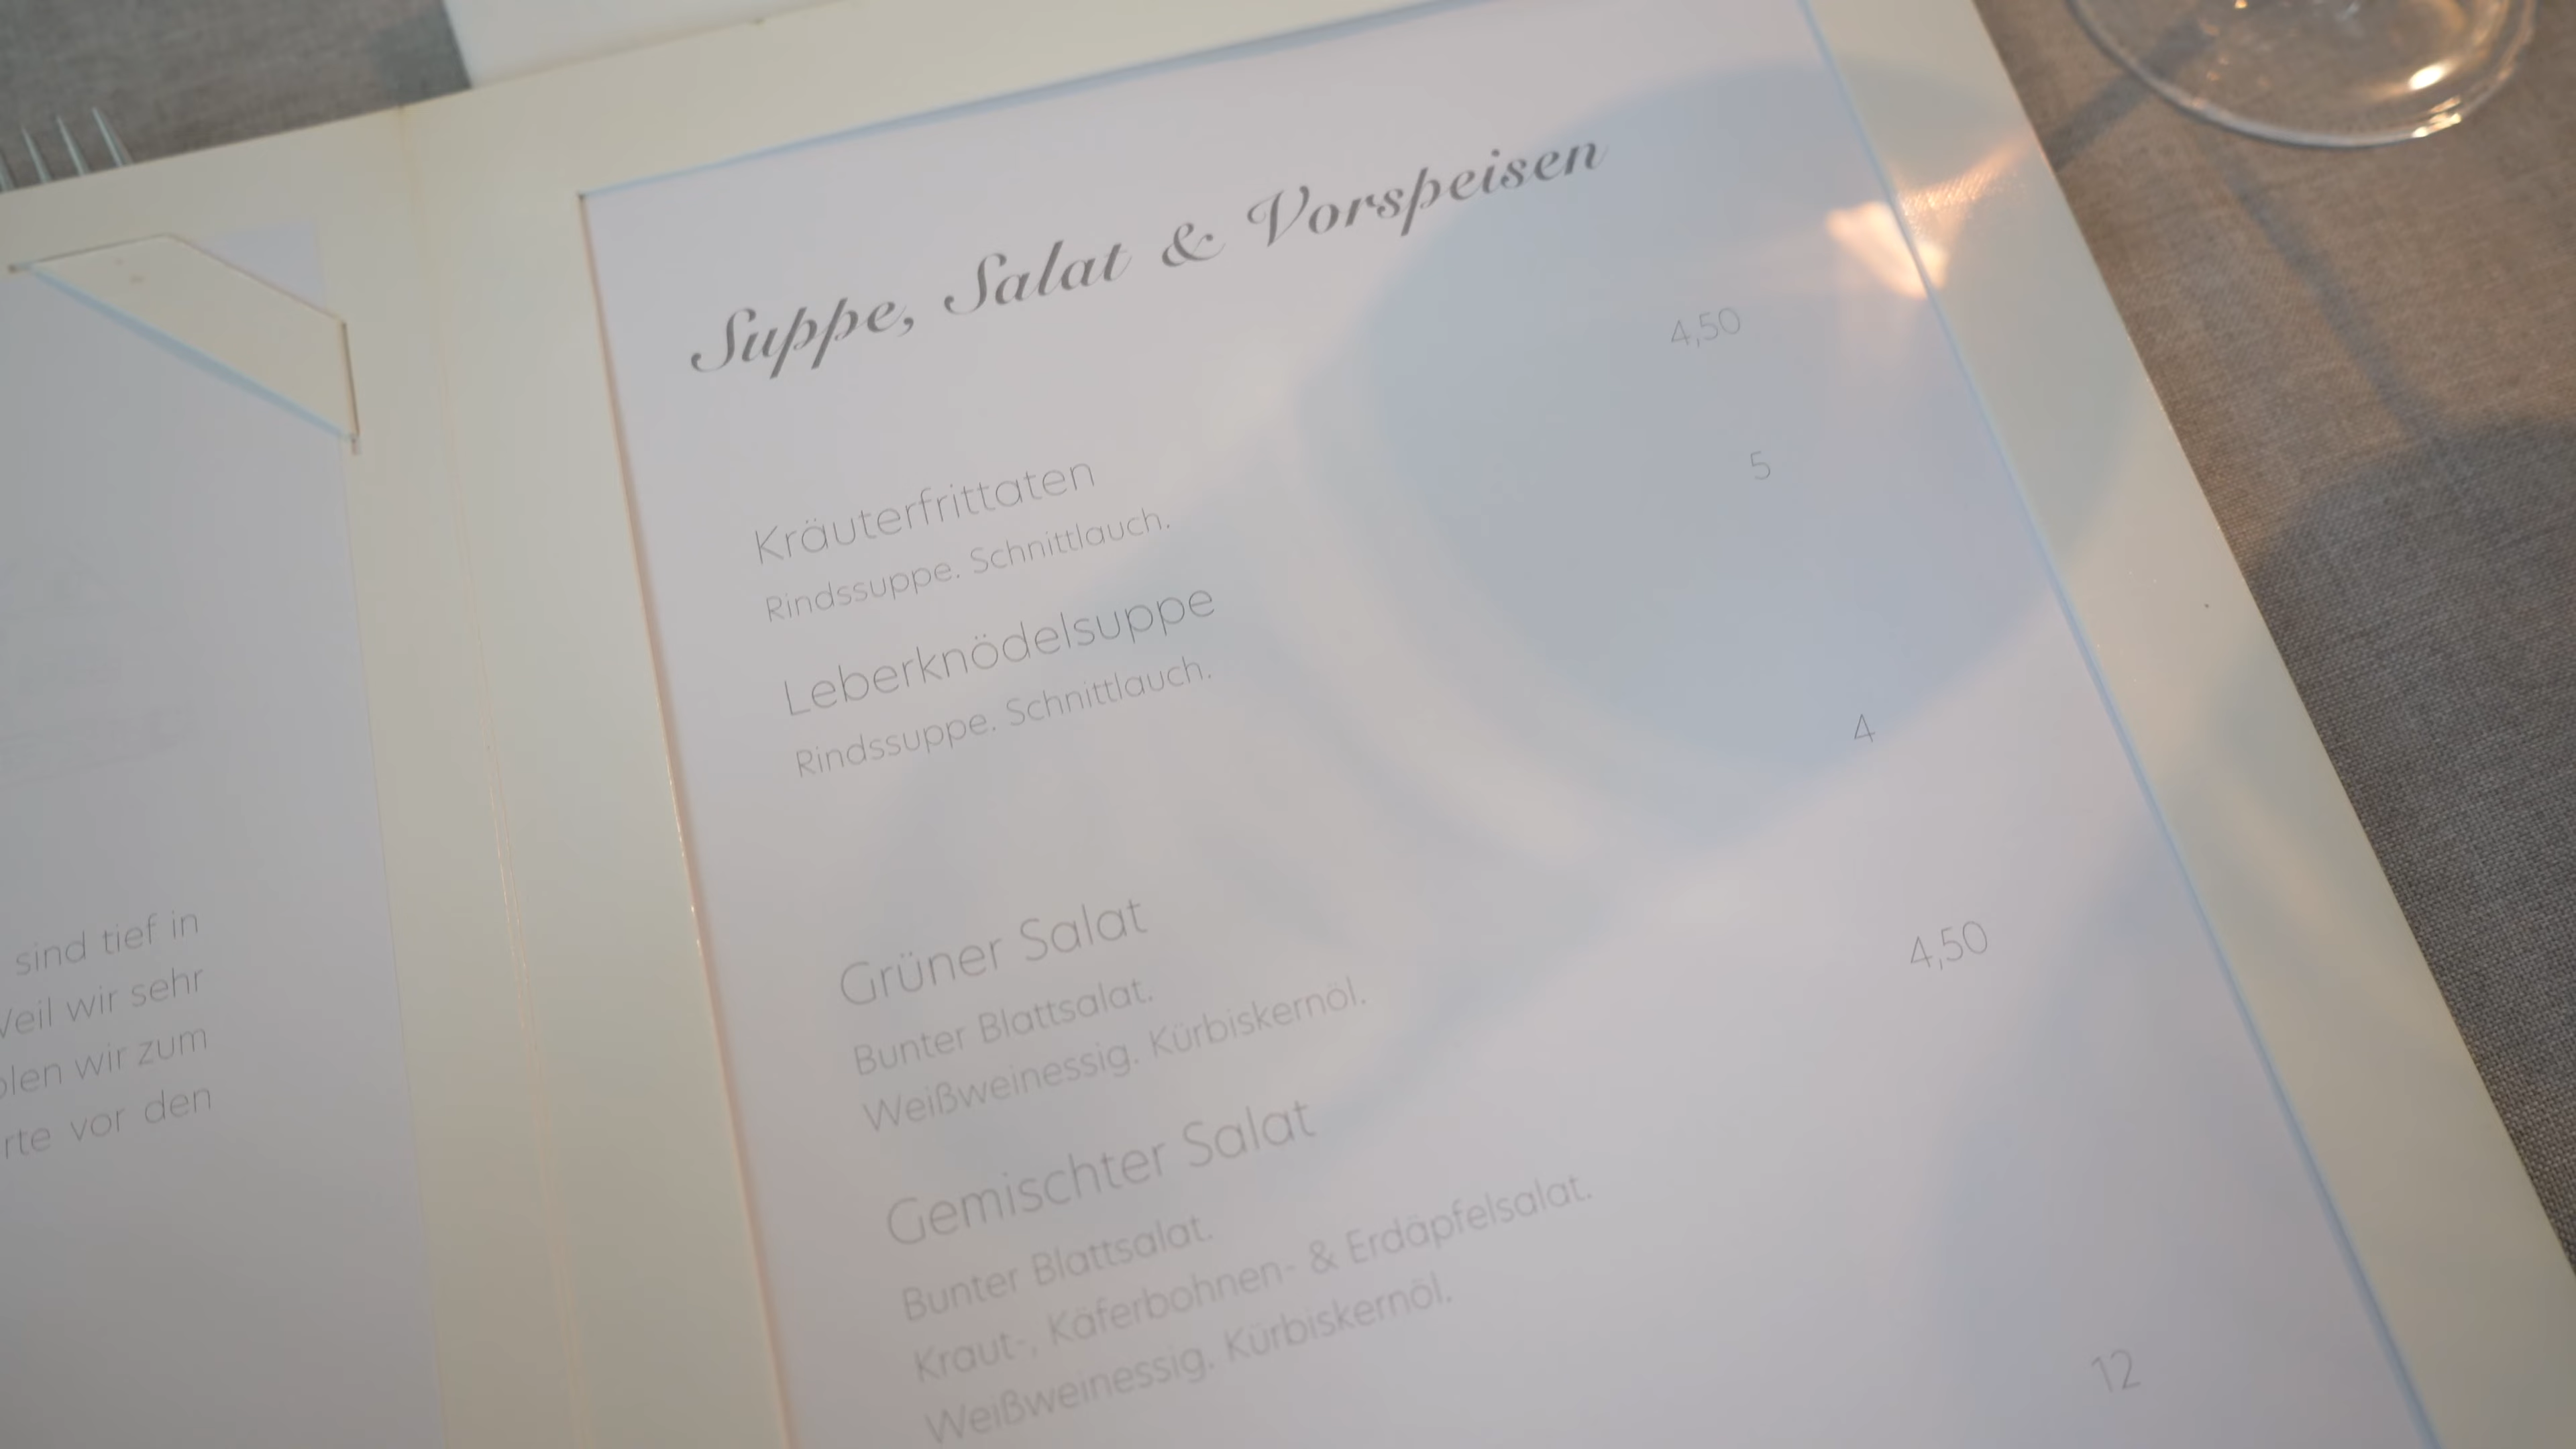 sind tief in
Weil wir sehr
wir zum
vor den
Suppe, Salat & Vorspeisen
Kräuterfrittaten 4,50
Rindssuppe. Schnittlauch.
Leberknödelsuppe 5
Rindssuppe. Schnittlauch.
Grüner Salat 4
Bunter Blattsalat.
Weißweinessig. Kürbiskernöl.
Gemischter Salat 4,50
Bunter Blattsalat.
Kraut-, Käferbohnen- & Erdäpfelsalat.
Weißweinessig. Kürbiskernöl.
12